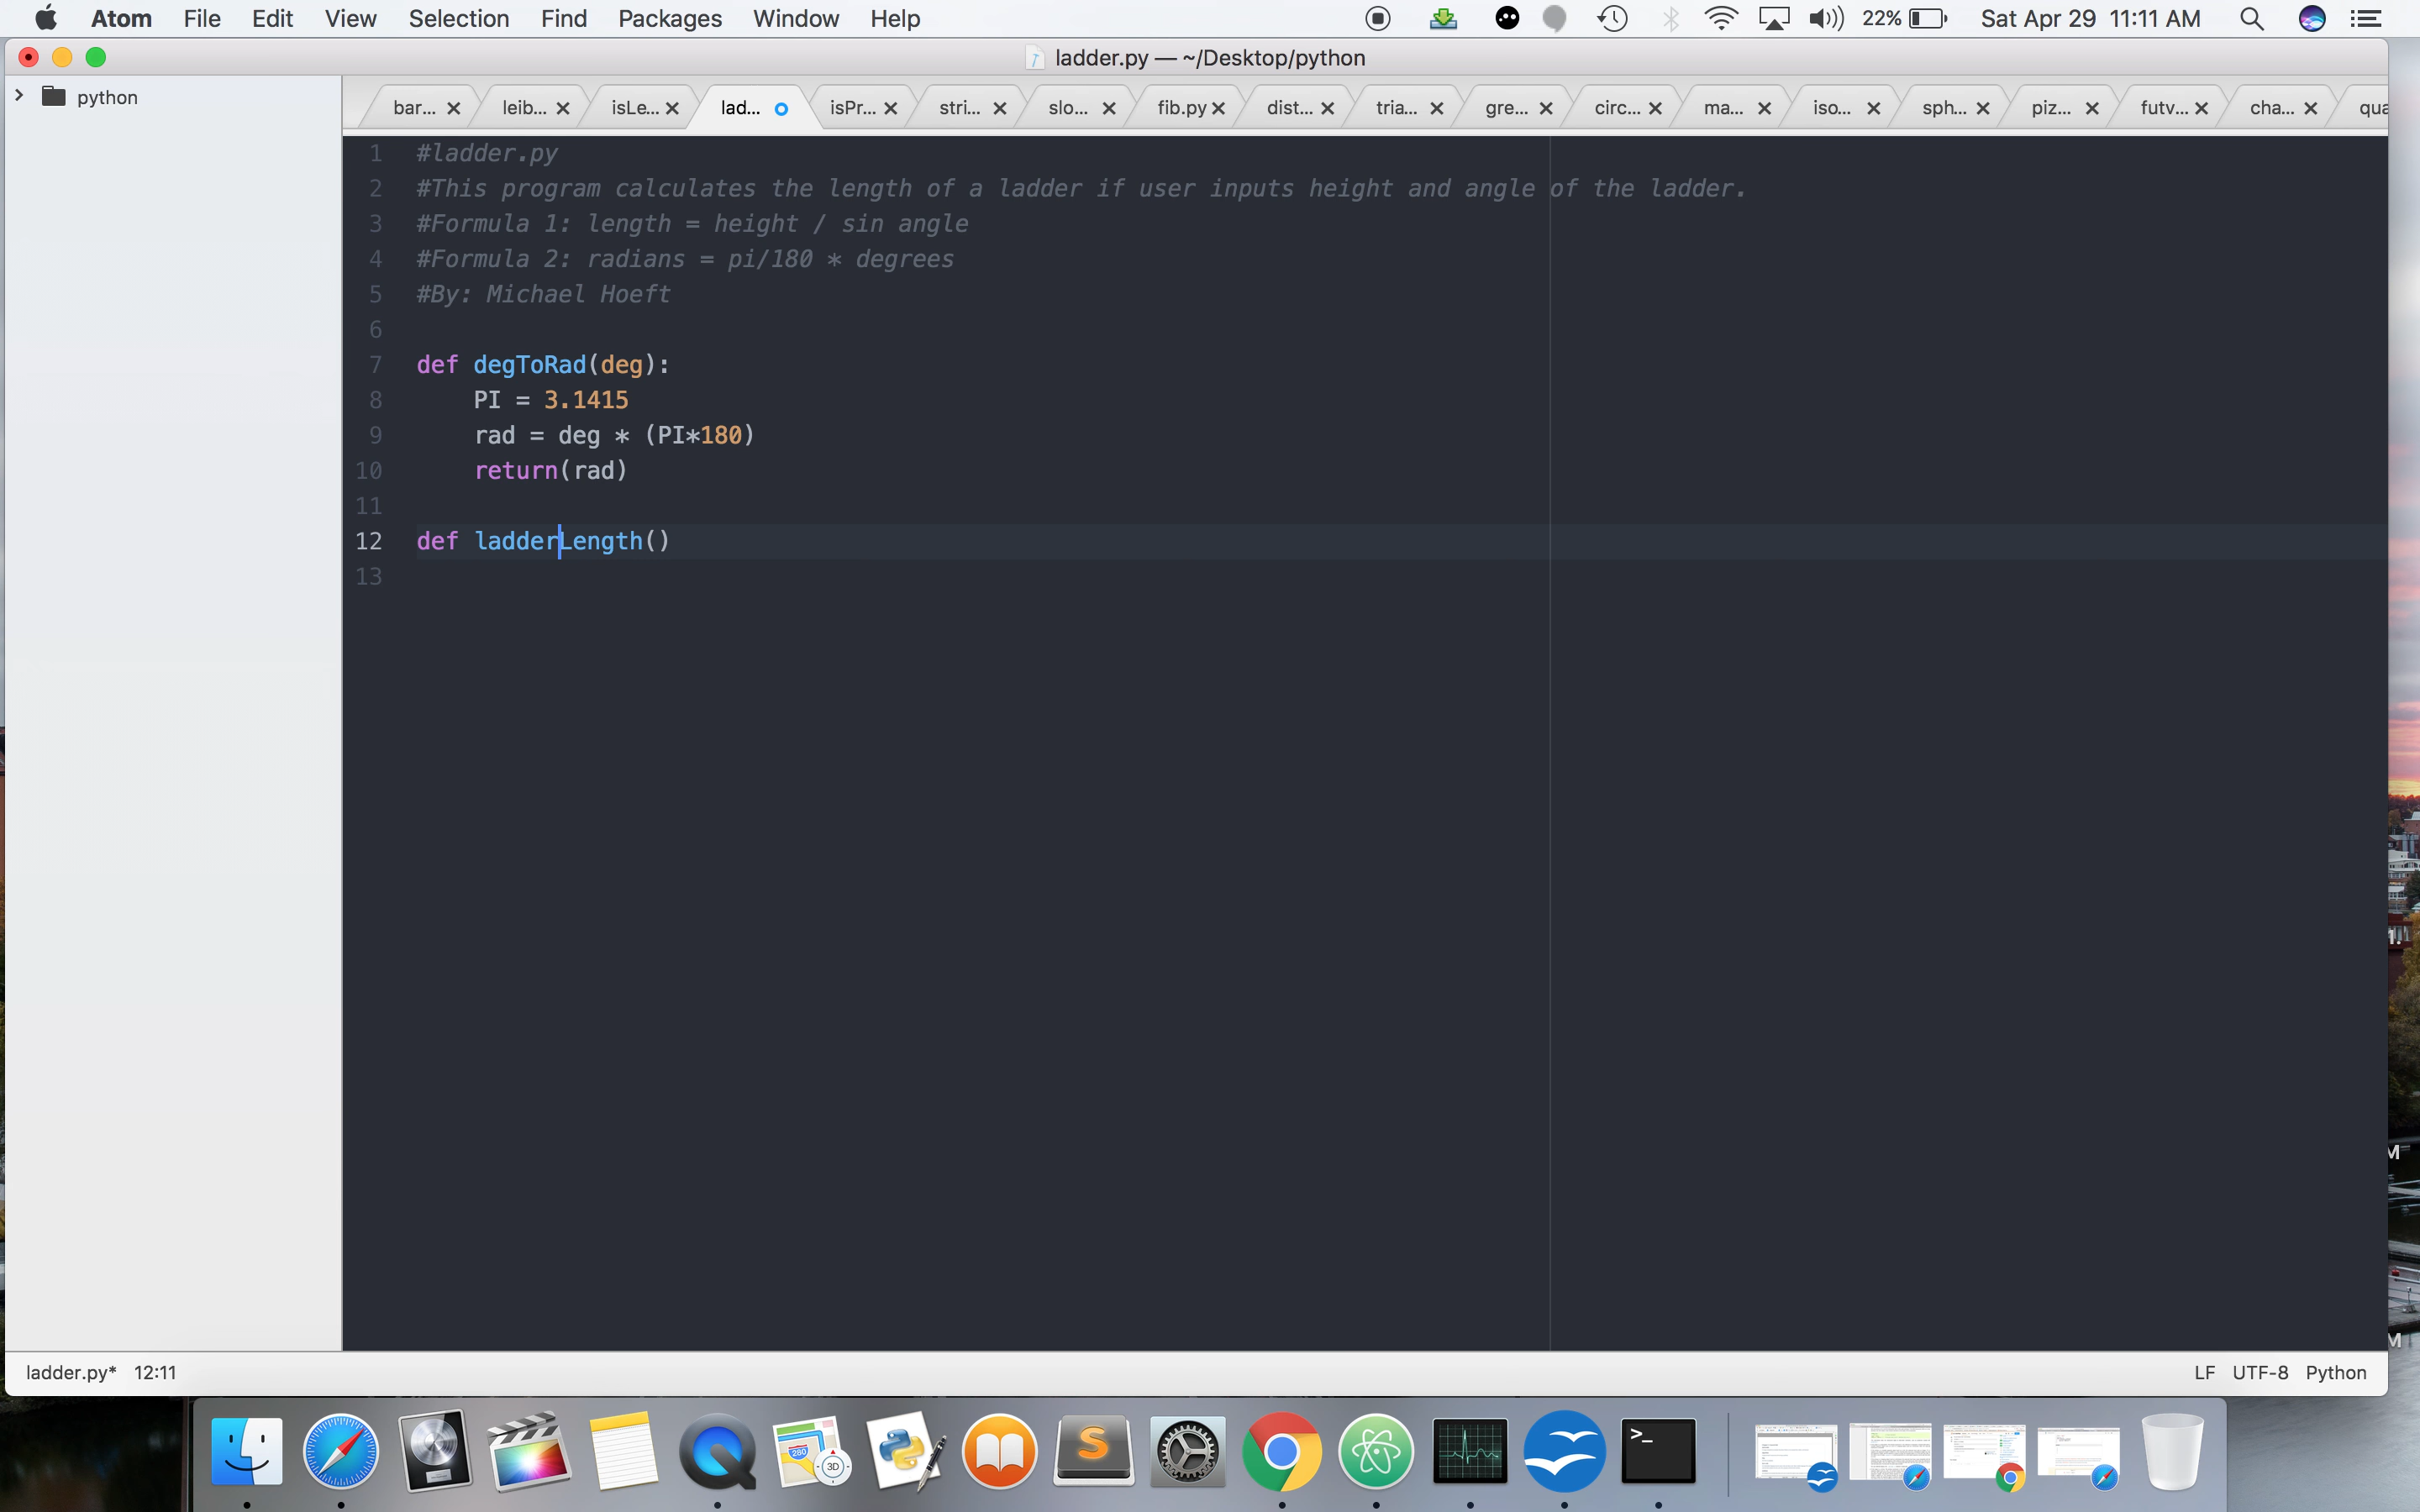 Atom File Edit View Selection Find Packages Window Help 22% Sat Apr 29 11:11 AM
ladder.py — ~/Desktop/python
python
bar... leib... isLe... lad... isPr... stri... slo... fib.py dist... tria... gre... circ... ma... iso... sph... piz... futv... cha... qua
1 #ladder.py
2 #This program calculates the length of a ladder if user inputs height and angle of the ladder.
3 #Formula 1: length = height / sin angle
4 #Formula 2: radians = pi/180 * degrees
5 #By: Michael Hoeft
6
7 def degToRad(deg):
8 PI = 3.1415
9 rad = deg * (PI*180)
10 return(rad)
11
12 def ladderLength()
13
ladder.py* 12:11 LF UTF-8 Python
280 3D S >_